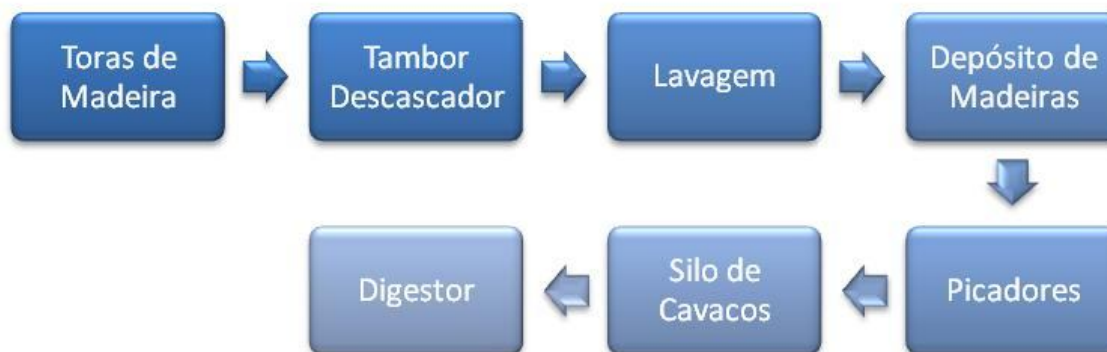 Toras de
Madeira
Tambor
Descascador
Lavagem
Depósito de
Madeiras
Picadores
Silo de
Cavacos
Digestor